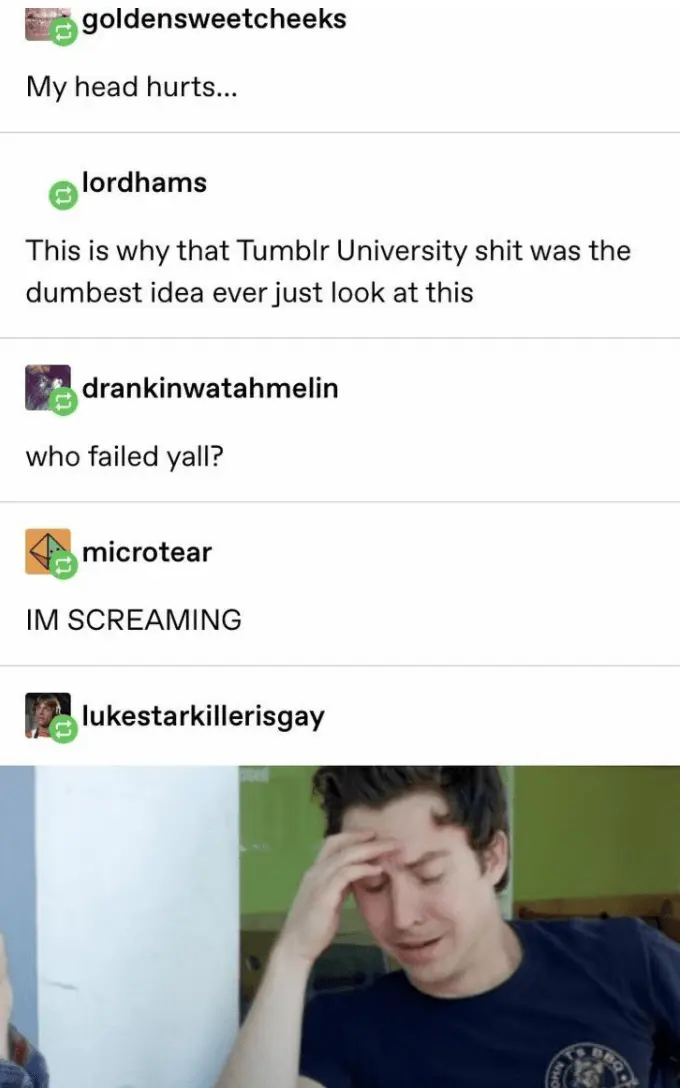 goldensweetcheeks
My head hurts...
lordhams
This is why that Tumblr University shit was the
dumbest idea ever just look at this
drankinwatahmelin
who failed yall?
microtear
IM SCREAMING
lukestarkillerisgay
BBQ